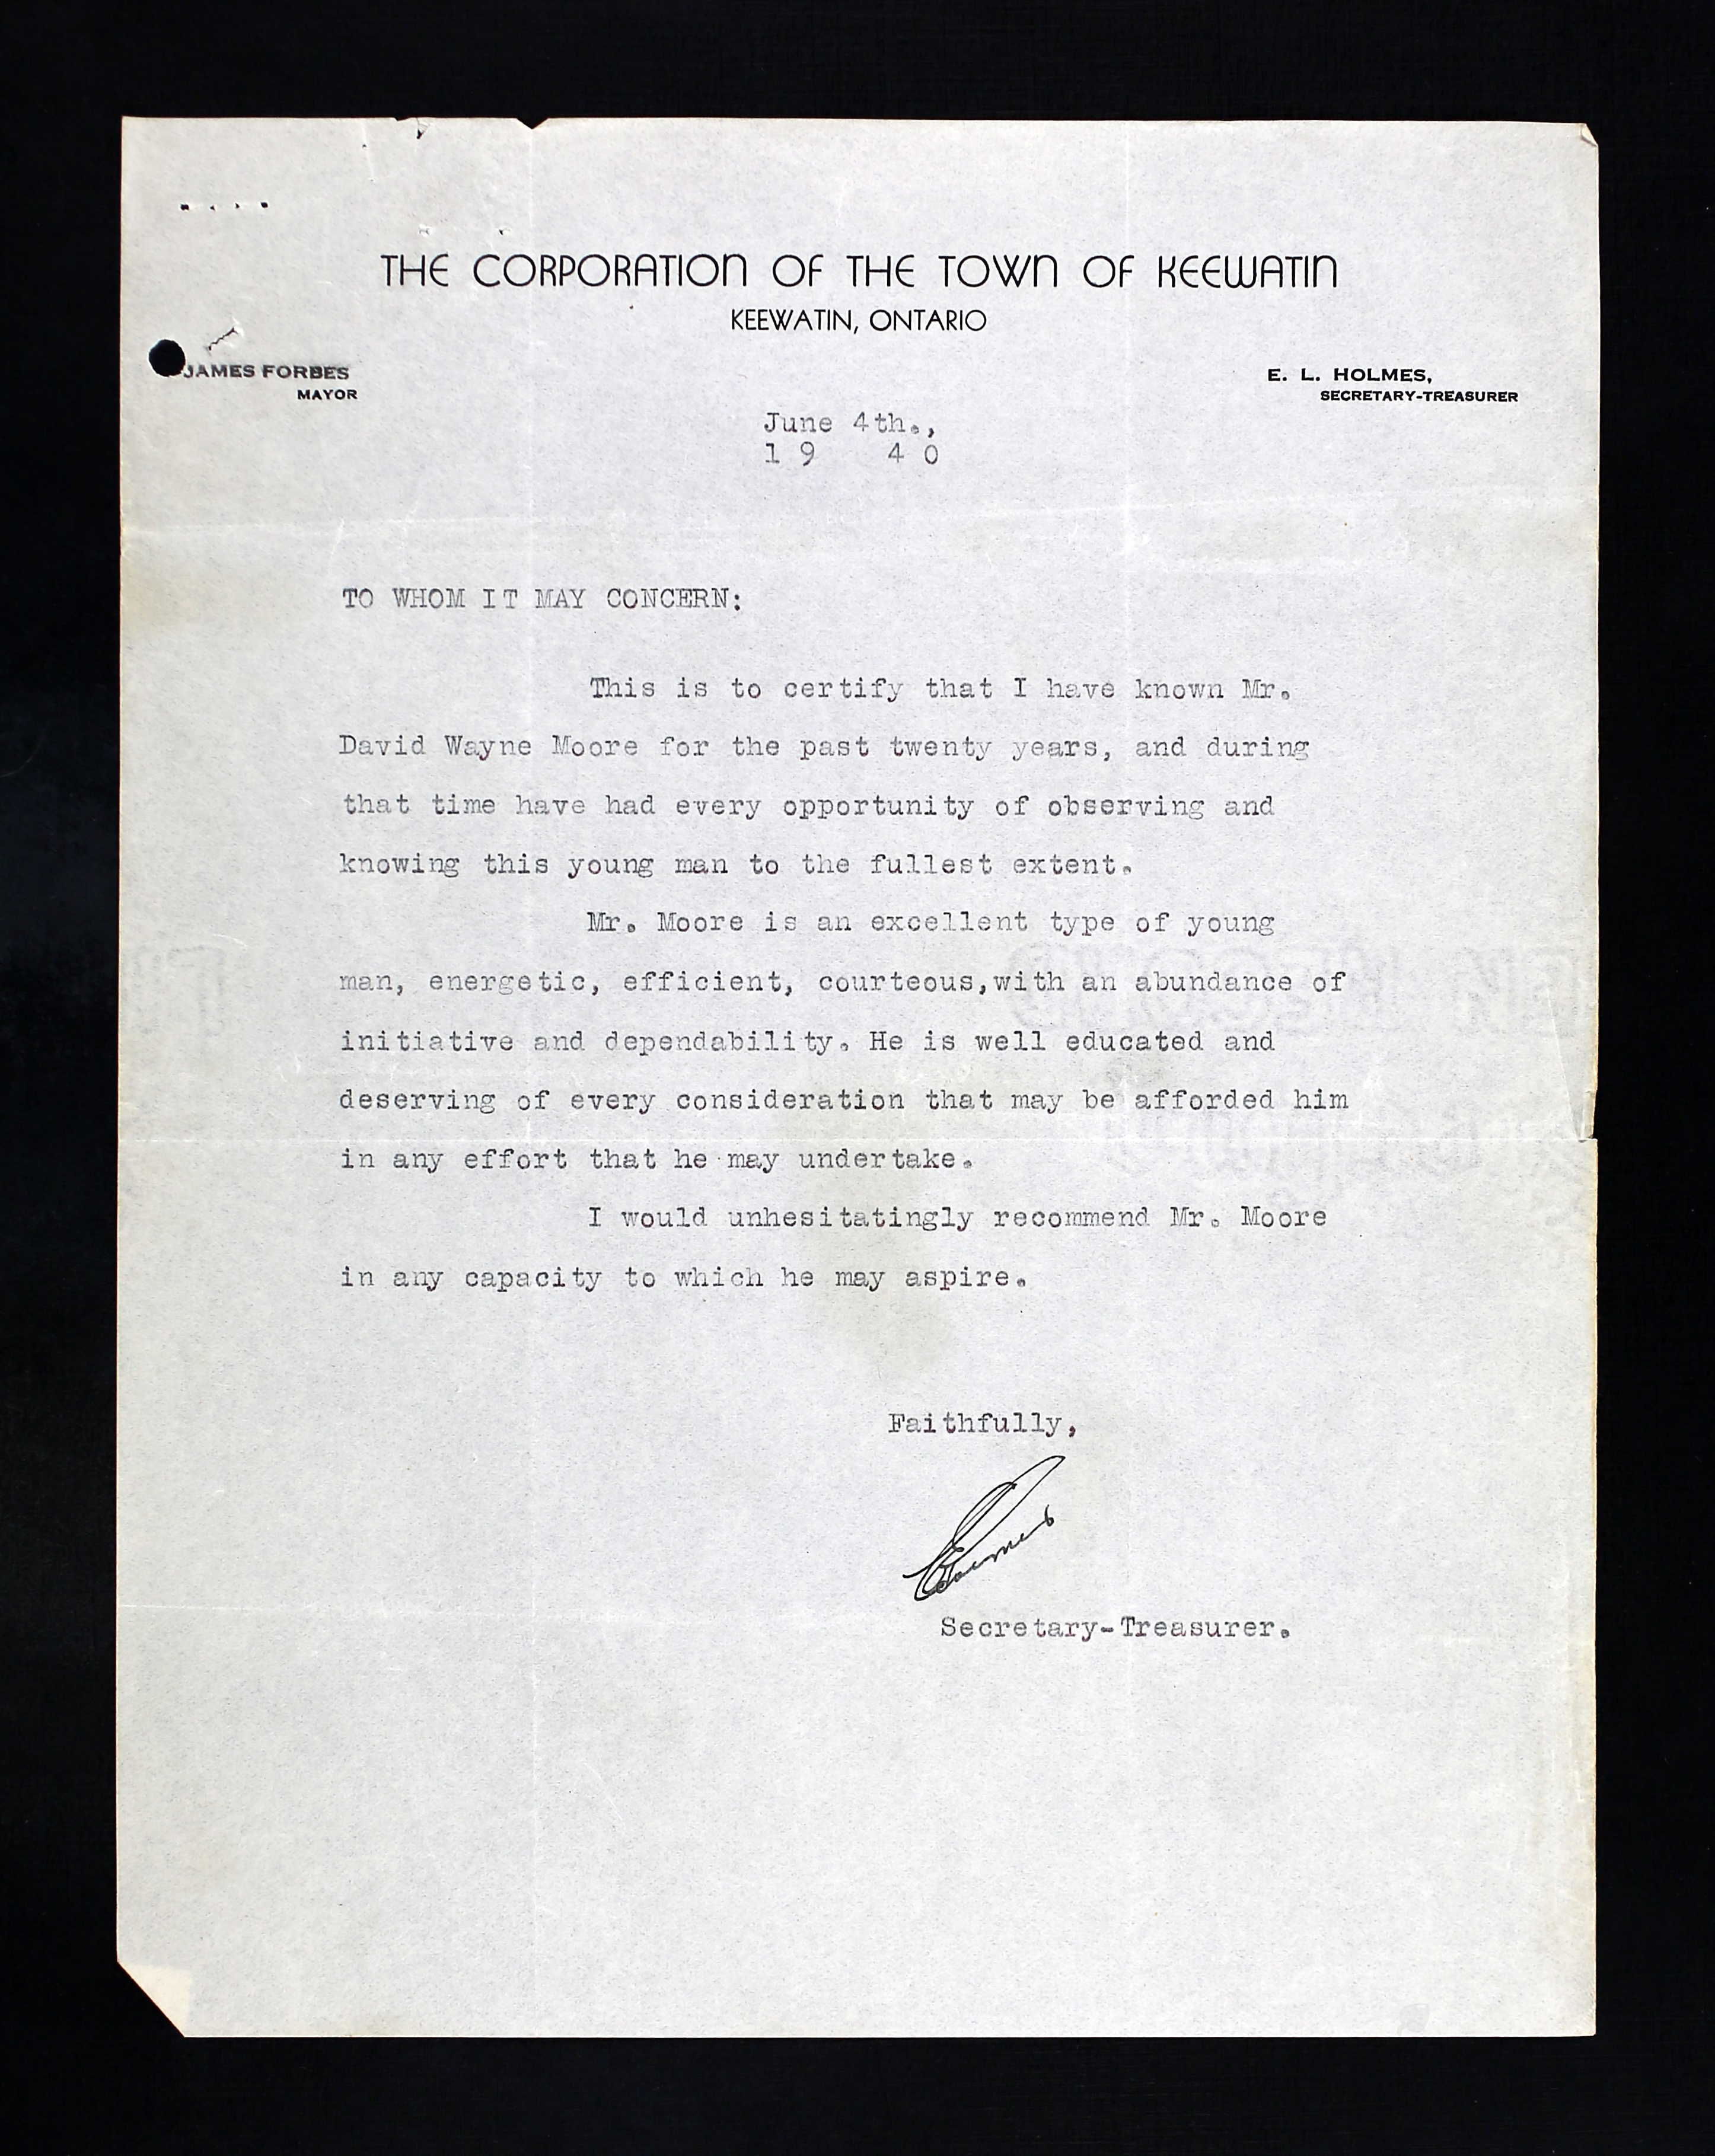 THE CORPORATION OF THE TOWN OF KEEWATIN
KEEWATIN, ONTARIO
JAMES FORBES
MAYOR
E. L. HOLMES,
SECRETARY-TREASURER
June 4th.,
19 40
TO WHOM IT MAY CONCERN:
This is to certify that I have known Mr.
David Wayne Moore for the past twenty years, and during
that time have had every opportunity of observing and
knowing this young man to the fullest extent.
Mr. Moore is an excellent type of young
man, energetic, efficient, courteous,with an abundance of
initiative and dependability. He is well educated and
deserving of every consideration that may be afforded him
in any effort that he may undertake.
I would unhesitatingly recommend Mr. Moore
in any capacity to which he may aspire.
Faithfully,
Secretary-Treasurer.